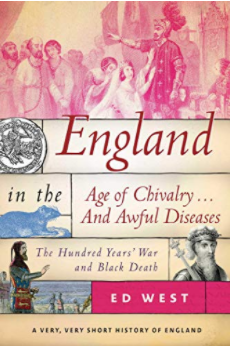 England
in the
Age of Chivalry...
And Awful Diseases
The Hundred Years' War
and Black Death
ED WEST
A VERY, VERY SHORT HISTORY OF ENGLAND